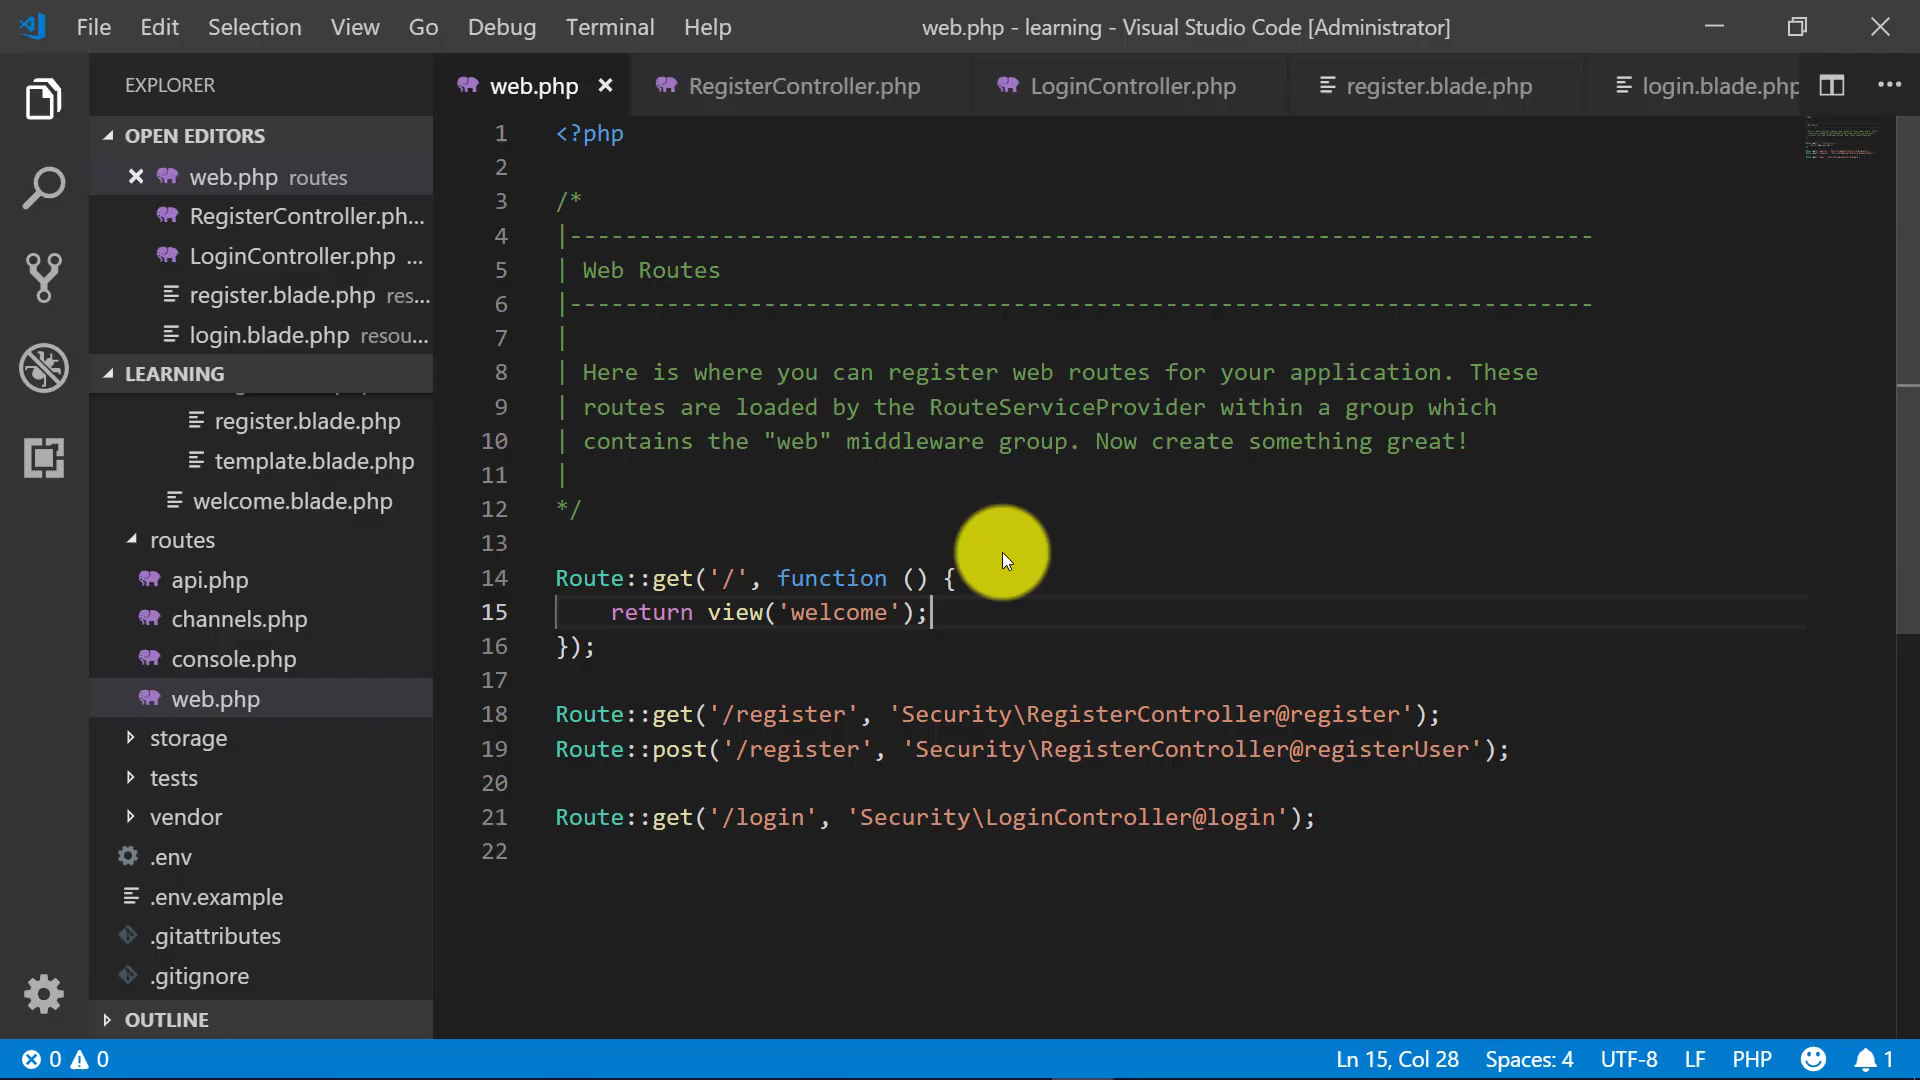 File Edit Selection View Go Debug Terminal Help
web.php - learning - Visual Studio Code [Administrator]
EXPLORER
OPEN EDITORS
web.php routes
RegisterController.ph...
LoginController.php ...
register.blade.php res...
login.blade.php resou...
LEARNING
register.blade.php
template.blade.php
welcome.blade.php
routes
api.php
channels.php
console.php
web.php
storage
tests
vendor
.env
.env.example
.gitattributes
.gitignore
OUTLINE
web.php RegisterController.php LoginController.php register.blade.php login.blade.php
1 <?php
2
3 /*
4 |--------------------------------------------------------------------------
5 | Web Routes
6 |--------------------------------------------------------------------------
7 |
8 | Here is where you can register web routes for your application. These
9 | routes are loaded by the RouteServiceProvider within a group which
10 | contains the "web" middleware group. Now create something great!
11 |
12 */
13
14 Route::get('/', function () {
15     return view('welcome');
16 });
17
18 Route::get('/register', 'Security\RegisterController@register');
19 Route::post('/register', 'Security\RegisterController@registerUser');
20
21 Route::get('/login', 'Security\LoginController@login');
22
0 0 Ln 15, Col 28 Spaces: 4 UTF-8 LF PHP 1